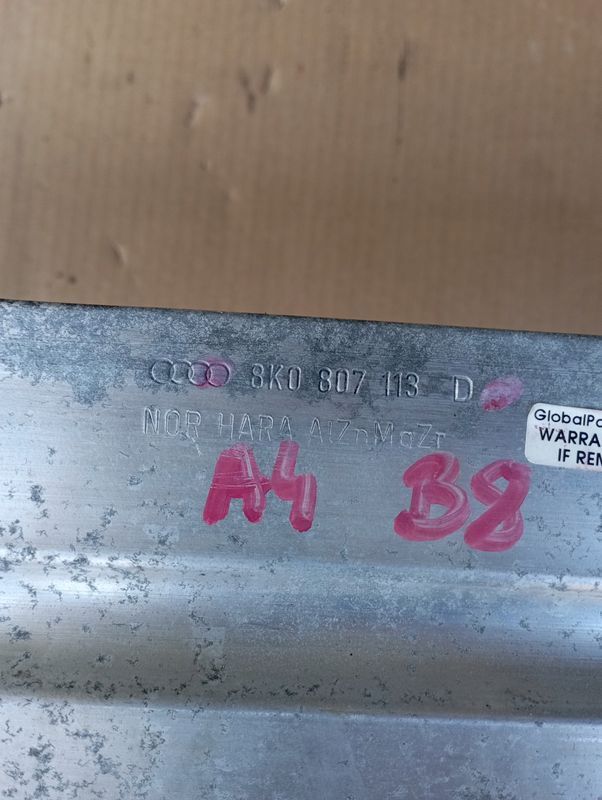 8K0 807 113 D
NOR HARA AlZnMgZr
A4 B8
GlobalPa
WARRA
IF REM